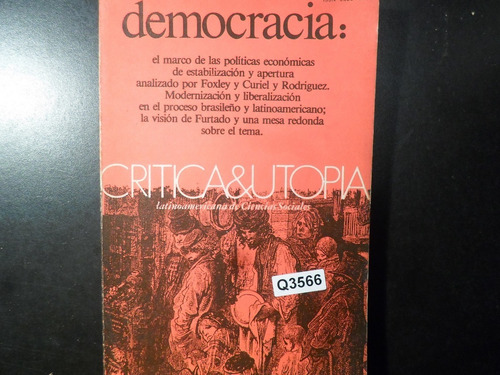 democracia:
el marco de las políticas económicas
de estabilización y apertura
analizado por Foxley y Curiel y Rodríguez.
Modernización y liberalización
en el proceso brasileño y latinoamericano;
la visión de Furtado y una mesa redonda
sobre el tema.
CRITICA&UTOPIA
latinoamericana de Ciencias Sociales
Q3566